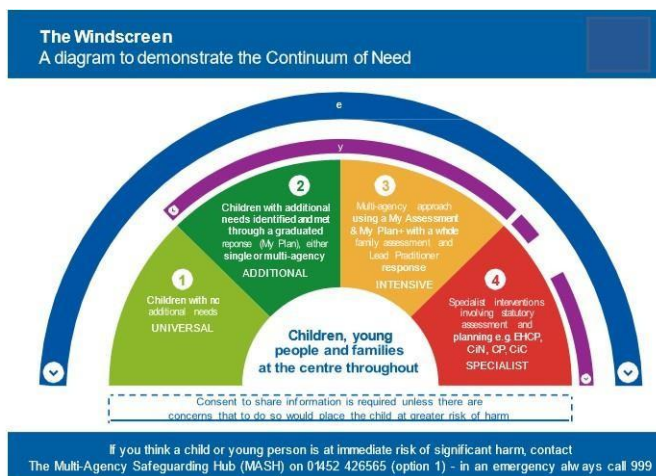 The Windscreen
A diagram to demonstrate the Continuum of Need
e
y
2
Children with additional
needs identified and met
through a graduated
reponse (My Plan), either
single or multi-agency
ADDITIONAL
3
Multi-agency approach
using a My Assessment
& My Plan+ with a whole
family assessment and
Lead Practitioner
response
INTENSIVE
1
Children with nc
additional needs
UNIVERSAL
4
Specialist interventions
involving statutory
assessment and
planning e.g. EHCP,
CiN, CP, CiC
SPECIALIST
Children, young
people and families
at the centre throughout
Consent to share information is required unless there are
concerns that to do so would place the child at greater risk of harm
If you think a child or young person is at immediate risk of significant harm, contact
The Multi-Agency Safeguarding Hub (MASH) on 01452 426565 (option 1) - in an emergency always call 999